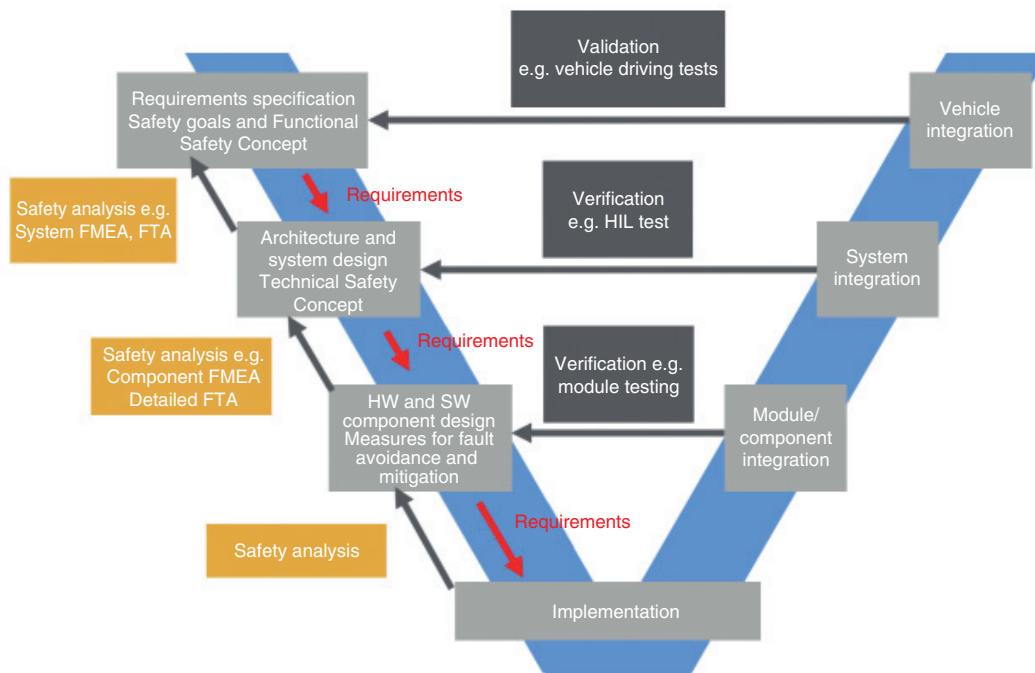 Validation
e.g. vehicle driving tests
Requirements specification
Safety goals and Functional
Safety Concept
Vehicle
integration
Requirements
Safety analysis e.g.
System FMEA, FTA
Verification
e.g. HIL test
Architecture and
system design
Technical Safety
Concept
System
integration
Requirements
Safety analysis e.g.
Component FMEA
Detailed FTA
Verification e.g.
module testing
HW and SW
component design
Measures for fault
avoidance and
mitigation
Module/
component
integration
Requirements
Safety analysis
Implementation